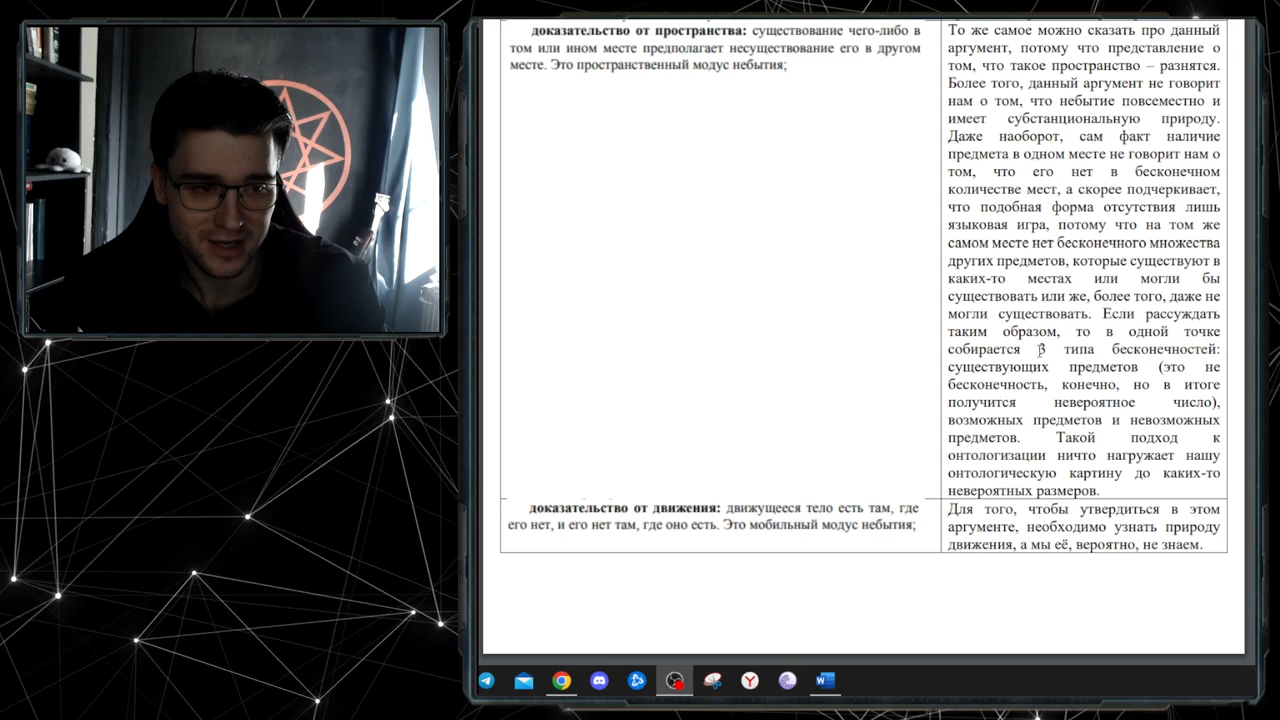 доказательство от пространства: существование чего-либо в
том или ином месте предполагает несуществование его в другом
месте. Это пространственный модус небытия;
То же самое можно сказать про данный
аргумент, потому что представление о
том, что такое пространство – разнятся.
Более того, данный аргумент не говорит
нам о том, что небытие повсеместно и
имеет субстанциональную природу.
Даже наоборот, сам факт наличие
предмета в одном месте не говорит нам о
том, что его нет в бесконечном
количестве мест, а скорее подчеркивает,
что подобная форма отсутствия лишь
языковая игра, потому что на том же
самом месте нет бесконечного множества
других предметов, которые существуют в
каких-то местах или могли бы
существовать или же, более того, даже не
могли существовать. Если рассуждать
таким образом, то в одной точке
собирается 3 типа бесконечностей:
существующих предметов (это не
бесконечность, конечно, но в итоге
получится невероятное число),
возможных предметов и невозможных
предметов. Такой подход к
онтологизации ничто нагружает нашу
онтологическую картину до каких-то
невероятных размеров.
доказательство от движения: движущееся тело есть там, где
его нет, и его нет там, где оно есть. Это мобильный модус небытия;
Для того, чтобы утвердиться в этом
аргументе, необходимо узнать природу
движения, а мы её, вероятно, не знаем.